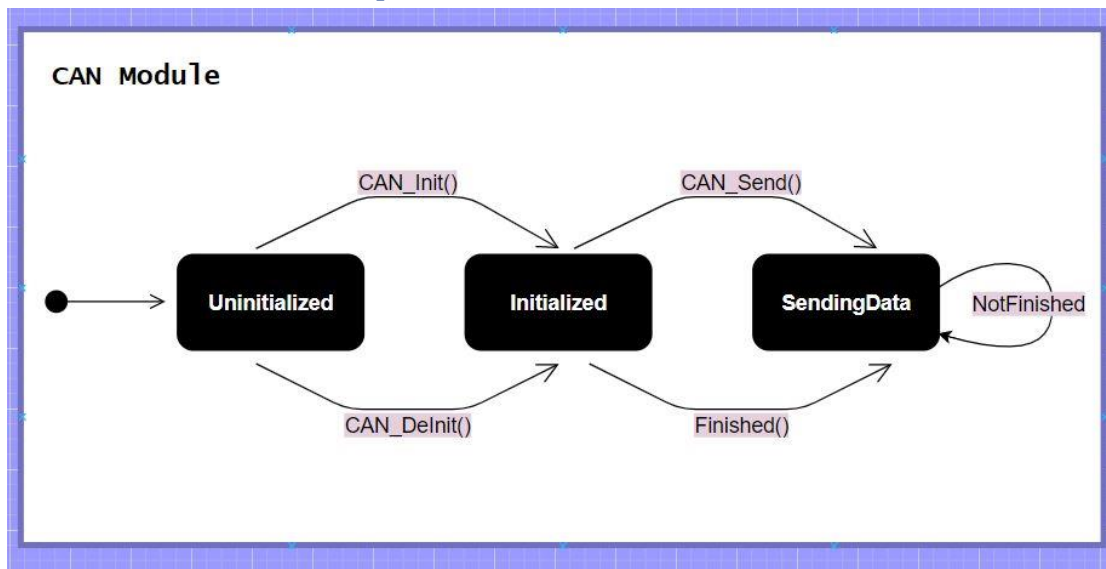 CAN Module
CAN_Init()
CAN_Send()
Uninitialized
Initialized
SendingData
NotFinished
CAN_DeInit()
Finished()